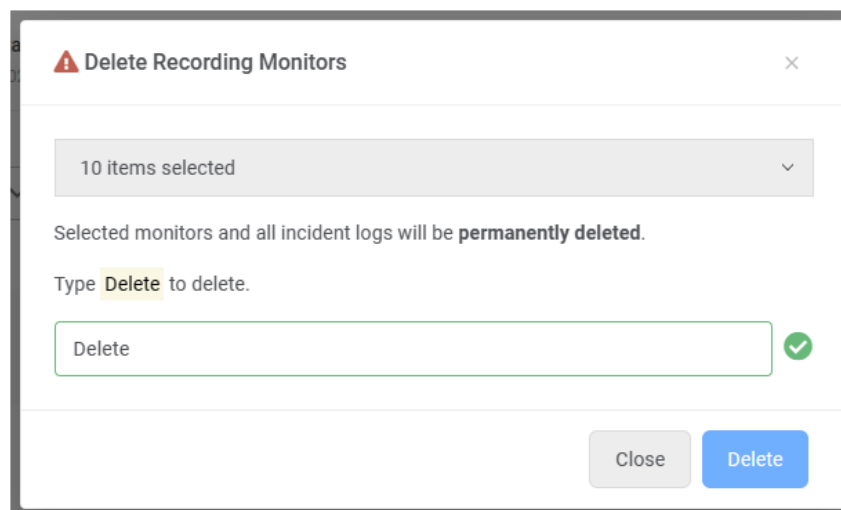 Delete Recording Monitors
10 items selected
Selected monitors and all incident logs will be permanently deleted.
Type Delete to delete.
Delete
Close
Delete